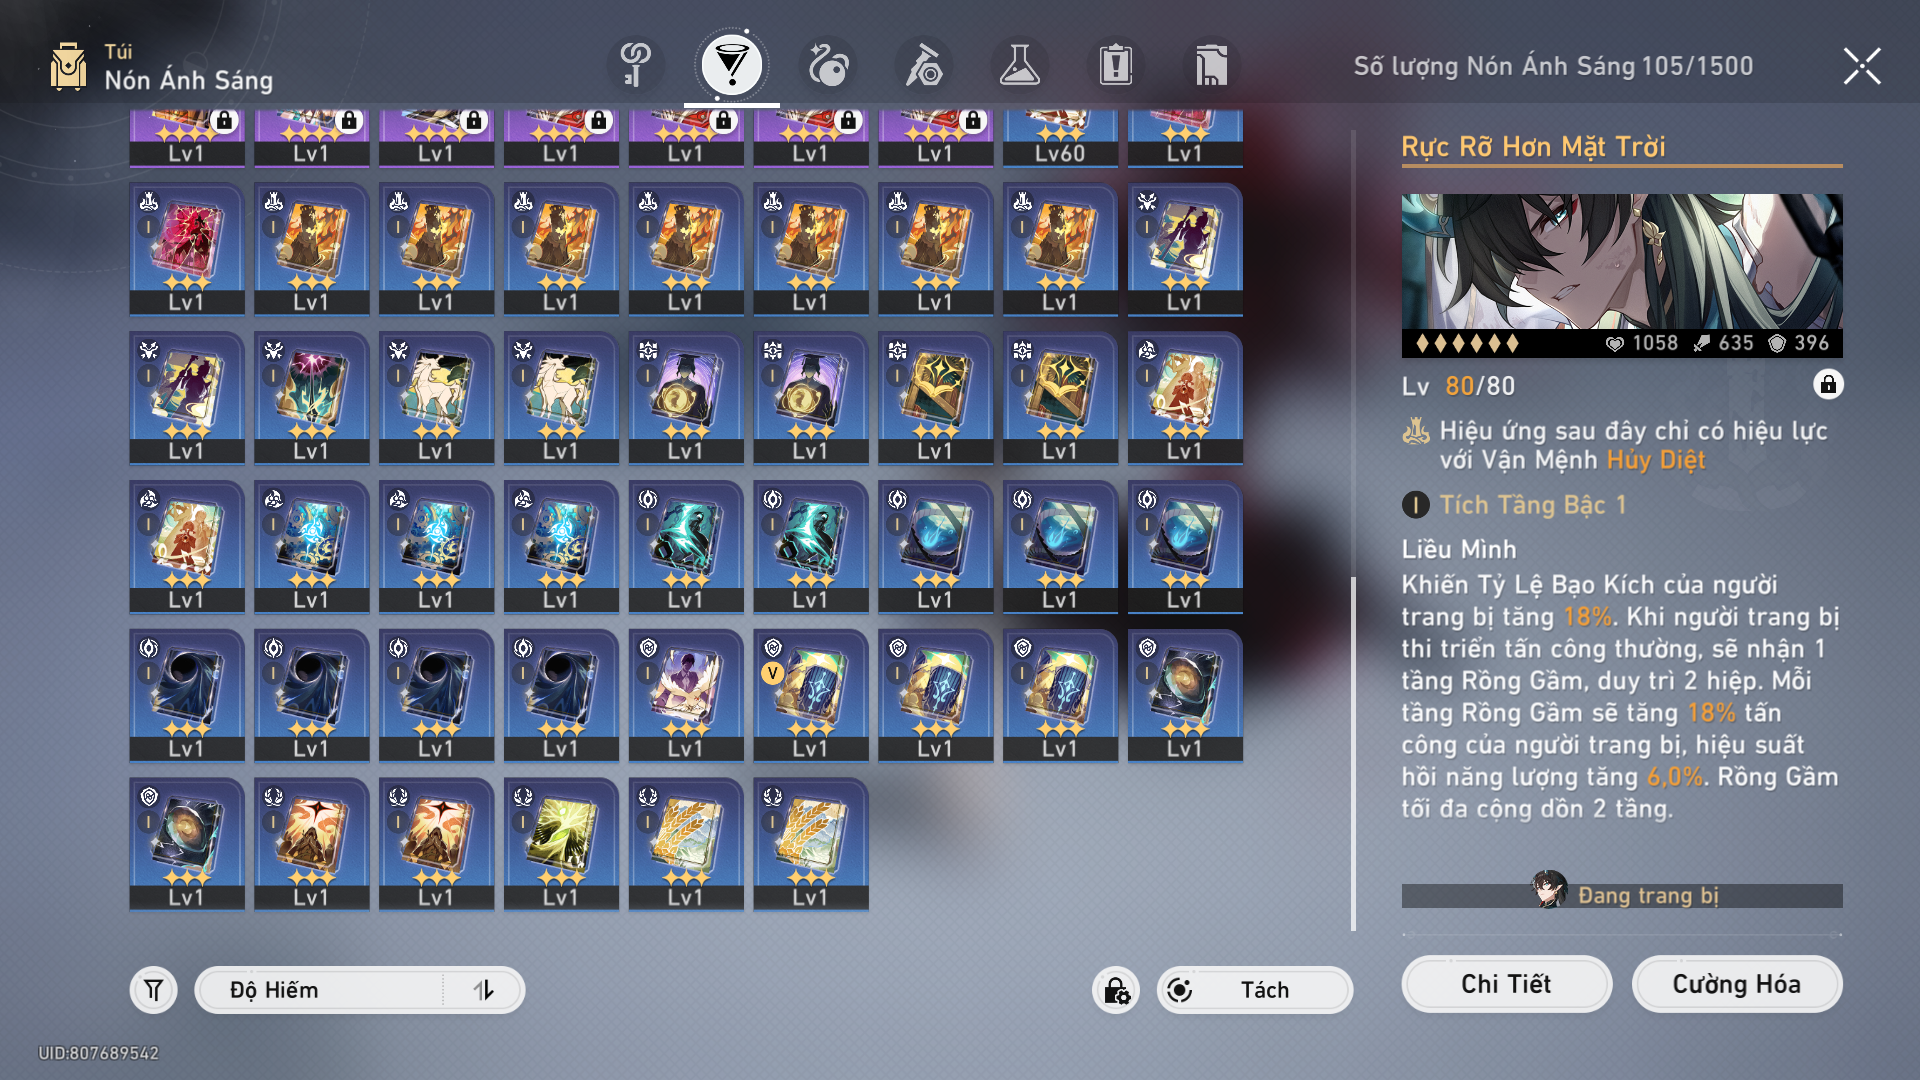 Túi
Nón Ánh Sáng
Số lượng Nón Ánh Sáng 105/1500
Lv1 Lv1 Lv1 Lv1 Lv1 Lv1 Lv1 Lv60 Lv1
I I I I I I I I I
Lv1 Lv1 Lv1 Lv1 Lv1 Lv1 Lv1 Lv1 Lv1
I I I I I I I I I
Lv1 Lv1 Lv1 Lv1 Lv1 Lv1 Lv1 Lv1 Lv1
I I I I I I I I I
Lv1 Lv1 Lv1 Lv1 Lv1 Lv1 Lv1 Lv1 Lv1
I I I I I V I I I
Lv1 Lv1 Lv1 Lv1 Lv1 Lv1 Lv1 Lv1 Lv1
I I I I I I
Lv1 Lv1 Lv1 Lv1 Lv1 Lv1
Độ Hiếm
Tách
Rực Rỡ Hơn Mặt Trời
1058 635 396
Lv 80/80
Hiệu ứng sau đây chỉ có hiệu lực
với Vận Mệnh Hủy Diệt
I Tích Tầng Bậc 1
Liều Mình
Khiến Tỷ Lệ Bạo Kích của người
trang bị tăng 18%. Khi người trang bị
thi triển tấn công thường, sẽ nhận 1
tầng Rồng Gầm, duy trì 2 hiệp. Mỗi
tầng Rồng Gầm sẽ tăng 18% tấn
công của người trang bị, hiệu suất
hồi năng lượng tăng 6,0%. Rồng Gầm
tối đa cộng dồn 2 tầng.
Đang trang bị
Chi Tiết
Cường Hóa
UID:807689542